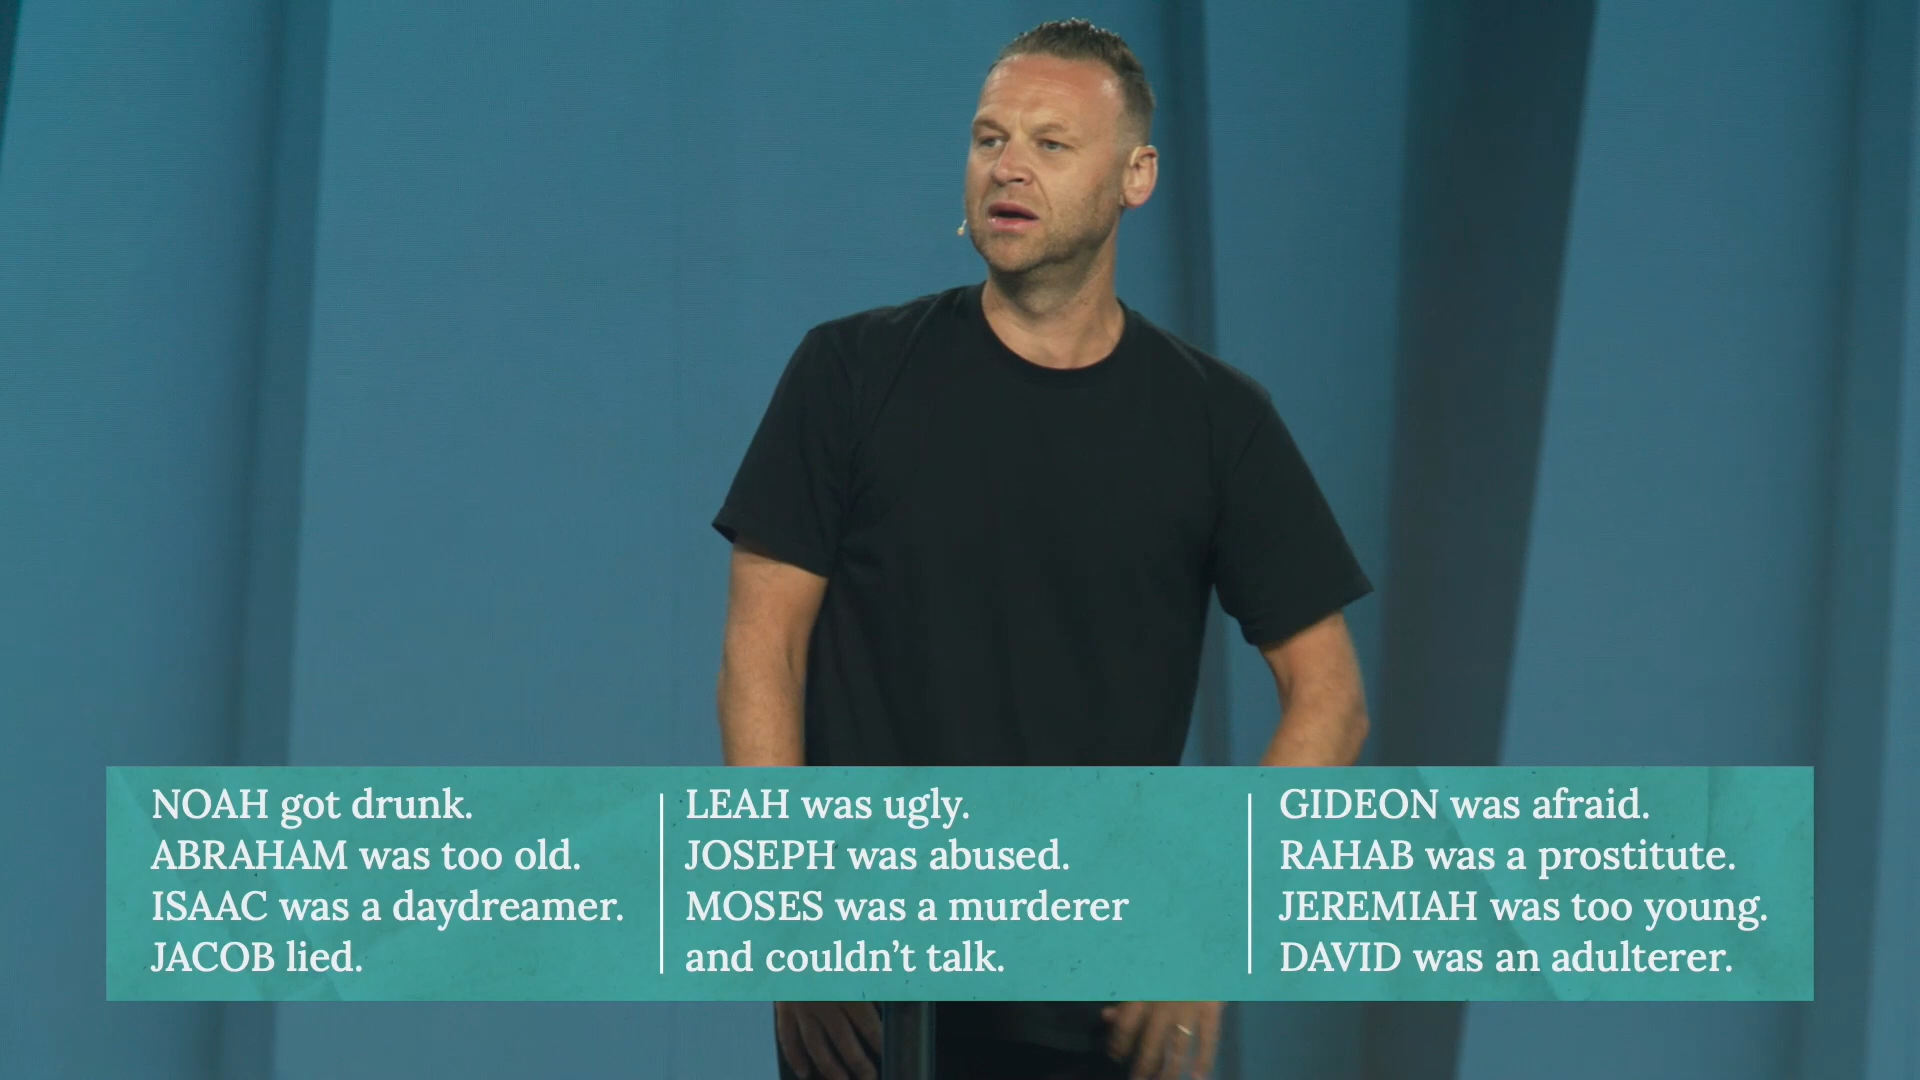 NOAH got drunk.
ABRAHAM was too old.
ISAAC was a daydreamer.
JACOB lied.
LEAH was ugly.
JOSEPH was abused.
MOSES was a murderer
and couldn’t talk.
GIDEON was afraid.
RAHAB was a prostitute.
JEREMIAH was too young.
DAVID was an adulterer.